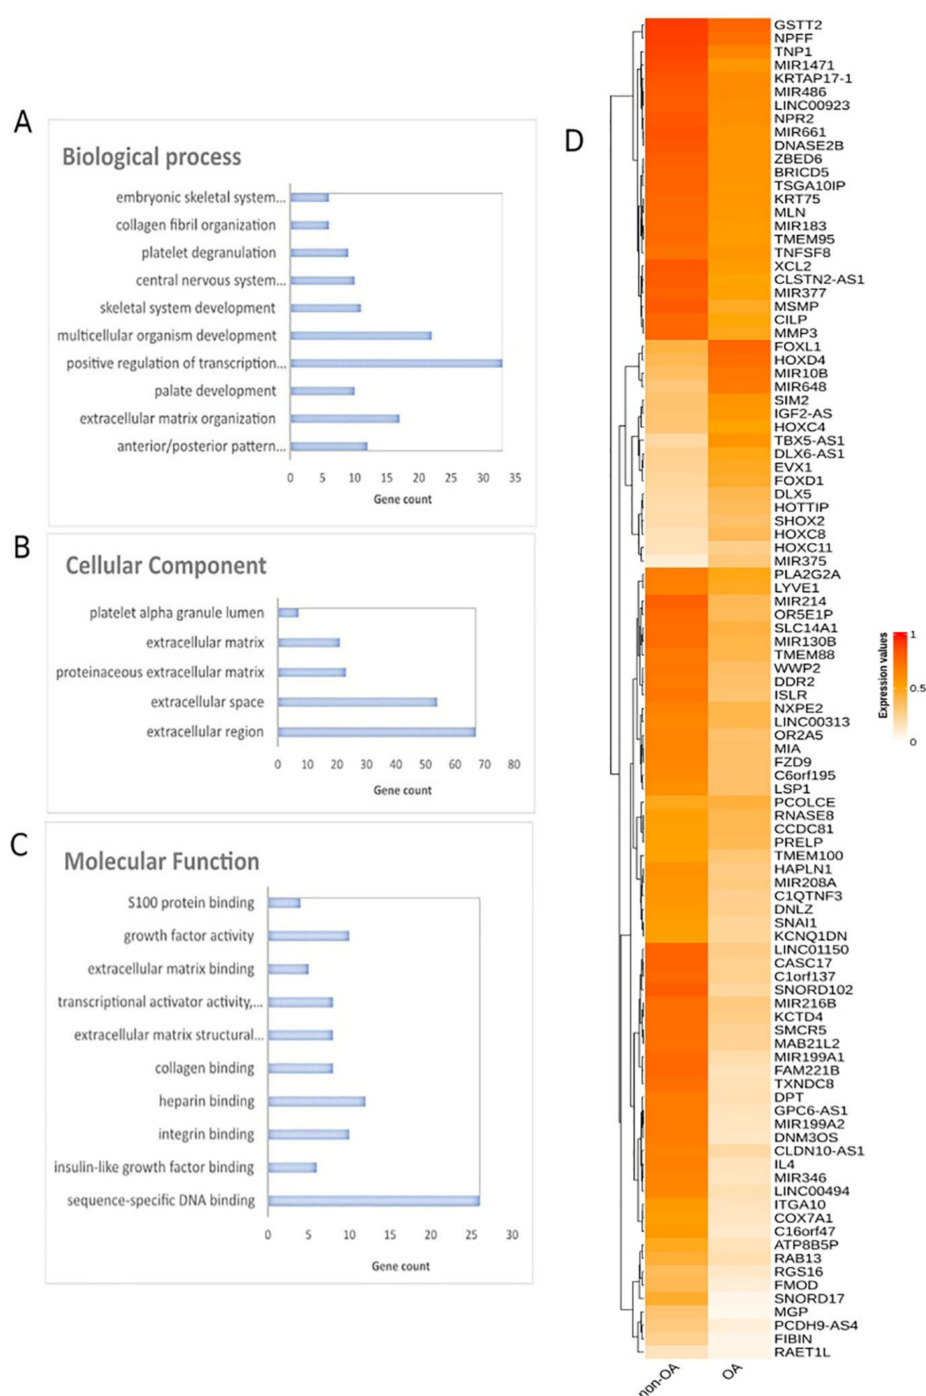 A
Biological process
embryonic skeletal system...
collagen fibril organization
platelet degranulation
central nervous system...
skeletal system development
multicellular organism development
positive regulation of transcription...
palate development
extracellular matrix organization
anterior/posterior pattern...
0 5 10 15 20 25 30 35
Gene count
B
Cellular Component
platelet alpha granule lumen
extracellular matrix
proteinaceous extracellular matrix
extracellular space
extracellular region
0 10 20 30 40 50 60 70 80
Gene count
C
Molecular Function
S100 protein binding
growth factor activity
extracellular matrix binding
transcriptional activator activity,...
extracellular matrix structural...
collagen binding
heparin binding
integrin binding
insulin-like growth factor binding
sequence-specific DNA binding
0 5 10 15 20 25 30
Gene count
D
GSTT2
NPFF
TNP1
MIR1471
KRTAP17-1
MIR486
LINC00923
NPR2
MIR661
DNASE2B
ZBED6
BRICD5
TSGA10IP
KRT75
MLN
MIR183
TMEM95
TNFSF8
XCL2
CLSTN2-AS1
MIR377
MSMP
CILP
MMP3
FOXL1
HOXD4
MIR10B
MIR648
SIM2
IGF2-AS
HOXC4
TBX5-AS1
DLX6-AS1
EVX1
FOXD1
DLX5
HOTTIP
SHOX2
HOXC8
HOXC11
MIR375
PLA2G2A
LYVE1
MIR214
OR5E1P
SLC14A1
MIR130B
TMEM88
WWP2
DDR2
ISLR
NXPE2
LINC00313
OR2A5
MIA
FZD9
C6orf195
LSP1
PCOLCE
RNASE8
CCDC81
PRELP
TMEM100
HAPLN1
MIR208A
C1QTNF3
DNLZ
SNAI1
KCNQ1DN
LINC01150
CASC17
C1orf137
SNORD102
MIR216B
KCTD4
SMCR5
MAB21L2
MIR199A1
FAM221B
TXNDC8
DPT
GPC6-AS1
MIR199A2
DNM3OS
CLDN10-AS1
IL4
MIR346
LINC00494
ITGA10
COX7A1
C16orf47
ATP8B5P
RAB13
RGS16
FMOD
SNORD17
MGP
PCDH9-AS4
FIBIN
RAET1L
non-OA
OA
Expression values
1
0.5
0